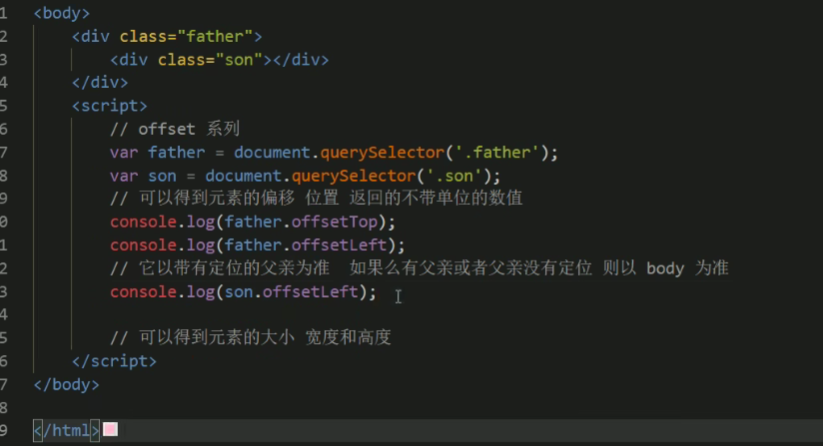 1 <body>
2 <div class="father">
3 <div class="son"></div>
4 </div>
5 <script>
6 // offset 系列
7 var father = document.querySelector('.father');
8 var son = document.querySelector('.son');
9 // 可以得到元素的偏移 位置 返回的不带单位的数值
0 console.log(father.offsetTop);
1 console.log(father.offsetLeft);
2 // 它以带有定位的父亲为准 如果么有父亲或者父亲没有定位 则以 body 为准
3 console.log(son.offsetLeft);
4
5 // 可以得到元素的大小 宽度和高度
6 </script>
7 </body>
8
9 </html>